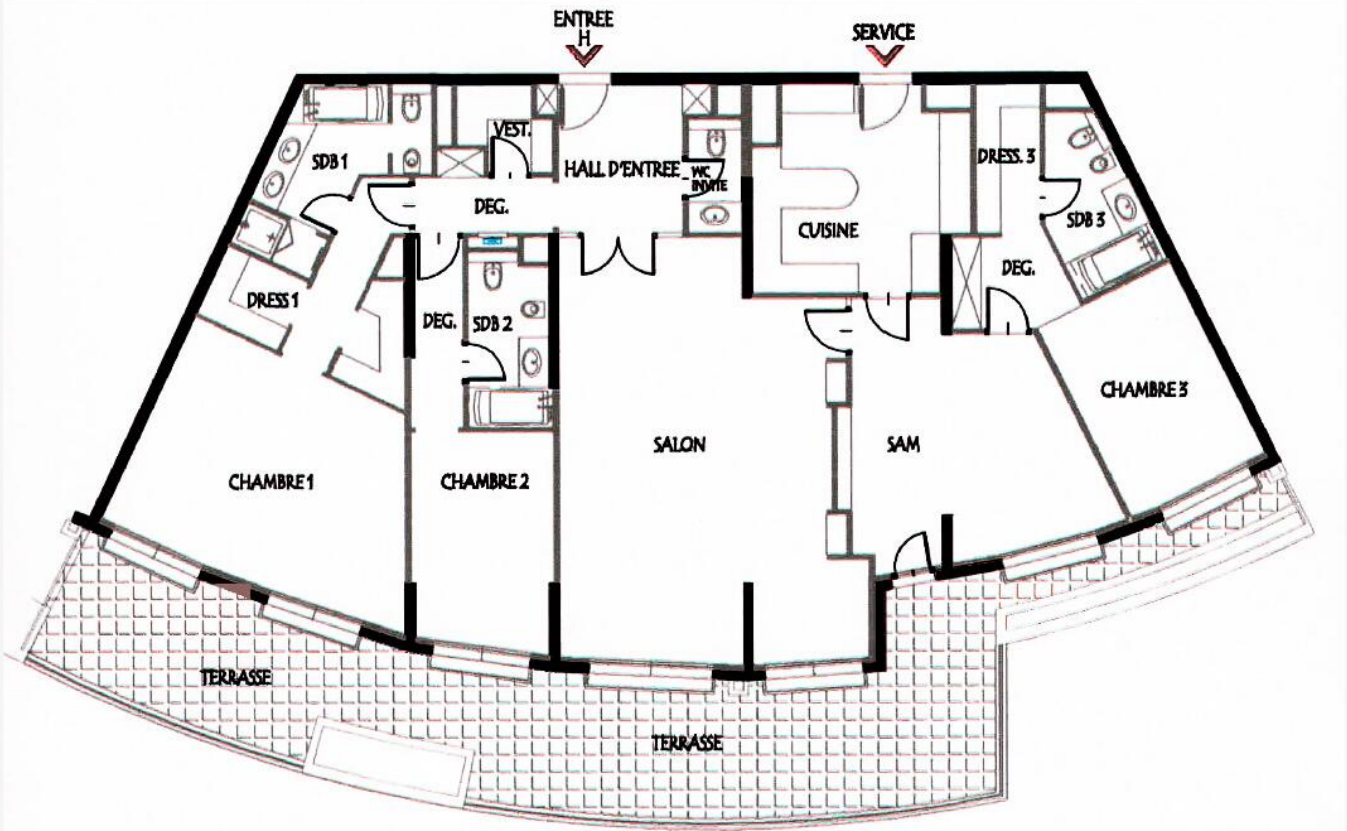 ENTREE
H
SERVICE
VEST.
SDB 1
HALL D'ENTREE
WC
INVITE
DRESS. 3
DEG.
SDB 3
CUISINE
DEG.
DRESS 1
DEG.
SDB 2
CHAMBRE 3
SALON
SAM
CHAMBRE 1
CHAMBRE 2
TERRASSE
TERRASSE